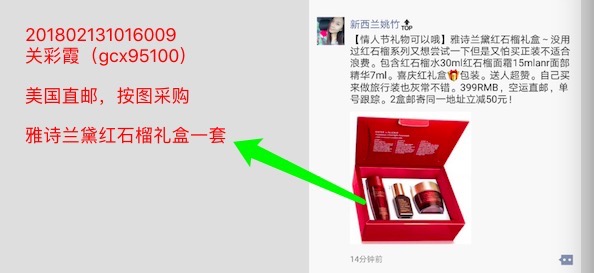 201802131016009
关彩霞（gcx95100）
美国直邮，按图采购
雅诗兰黛红石榴礼盒一套
新西兰姚竹
TOP
【情人节礼物可以哦】雅诗兰黛红石榴礼盒~没用
过红石榴系列又想尝试一下但是又怕买正装不适合
浪费。包含红石榴水30ml红石榴面霜15mlanr面部
精华7ml。喜庆红礼盒🎁包装。送人超赞。自己买
来做旅行装也灰常不错。399RMB，空运直邮，单
号跟踪。2盒邮寄同一地址立减50元！
14分钟前